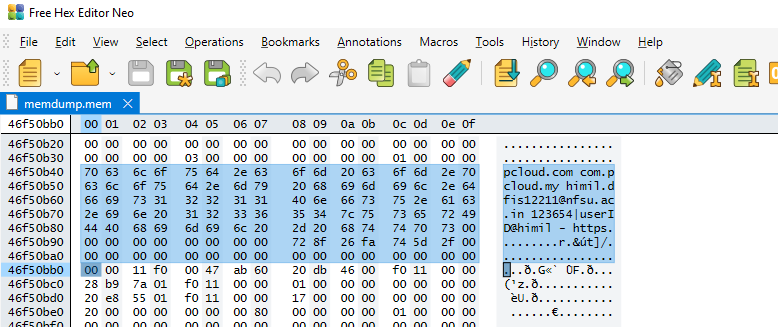 Free Hex Editor Neo
File Edit View Select Operations Bookmarks Annotations Macros Tools History Window Help
memdump.mem
46f50bb0 00 01 02 03 04 05 06 07 08 09 0a 0b 0c 0d 0e 0f
46f50b20 00 00 00 00 00 00 00 00 00 00 00 00 00 00 00 00 ................
46f50b30 00 00 00 00 03 00 00 00 00 00 00 00 01 00 00 00 ................
46f50b40 70 63 6c 6f 75 64 2e 63 6f 6d 20 63 6f 6d 2e 70 pcloud.com com.p
46f50b50 63 6c 6f 75 64 2e 6d 79 20 68 69 6d 69 6c 2e 64 cloud.my himil.d
46f50b60 66 69 73 31 32 32 31 31 40 6e 66 73 75 2e 61 63 fis12211@nfsu.ac
46f50b70 2e 69 6e 20 31 32 33 36 35 34 7c 75 73 65 72 49 .in 123654|userI
46f50b80 44 40 68 69 6d 69 6c 20 2d 20 68 74 74 70 73 00 D@himil - https.
46f50b90 00 00 00 00 00 00 00 00 72 8f 26 fa 74 5d 2f 00 ........r.&út]/.
46f50ba0 00 00 00 00 00 00 00
46f50bb0 00 00 11 f0 00 47 ab 60 20 db 46 00 f0 11 00 00 ...ð.G«` ÛF.ð...
46f50bc0 28 b9 7a 01 f0 11 00 00 01 00 00 00 00 00 00 00 (¹z.ð...........
46f50bd0 20 e8 55 01 f0 11 00 00 17 00 00 00 00 00 00 00 èU.ð...........
46f50be0 20 00 00 00 00 00 00 80 00 00 00 00 01 00 00 00 ......€........